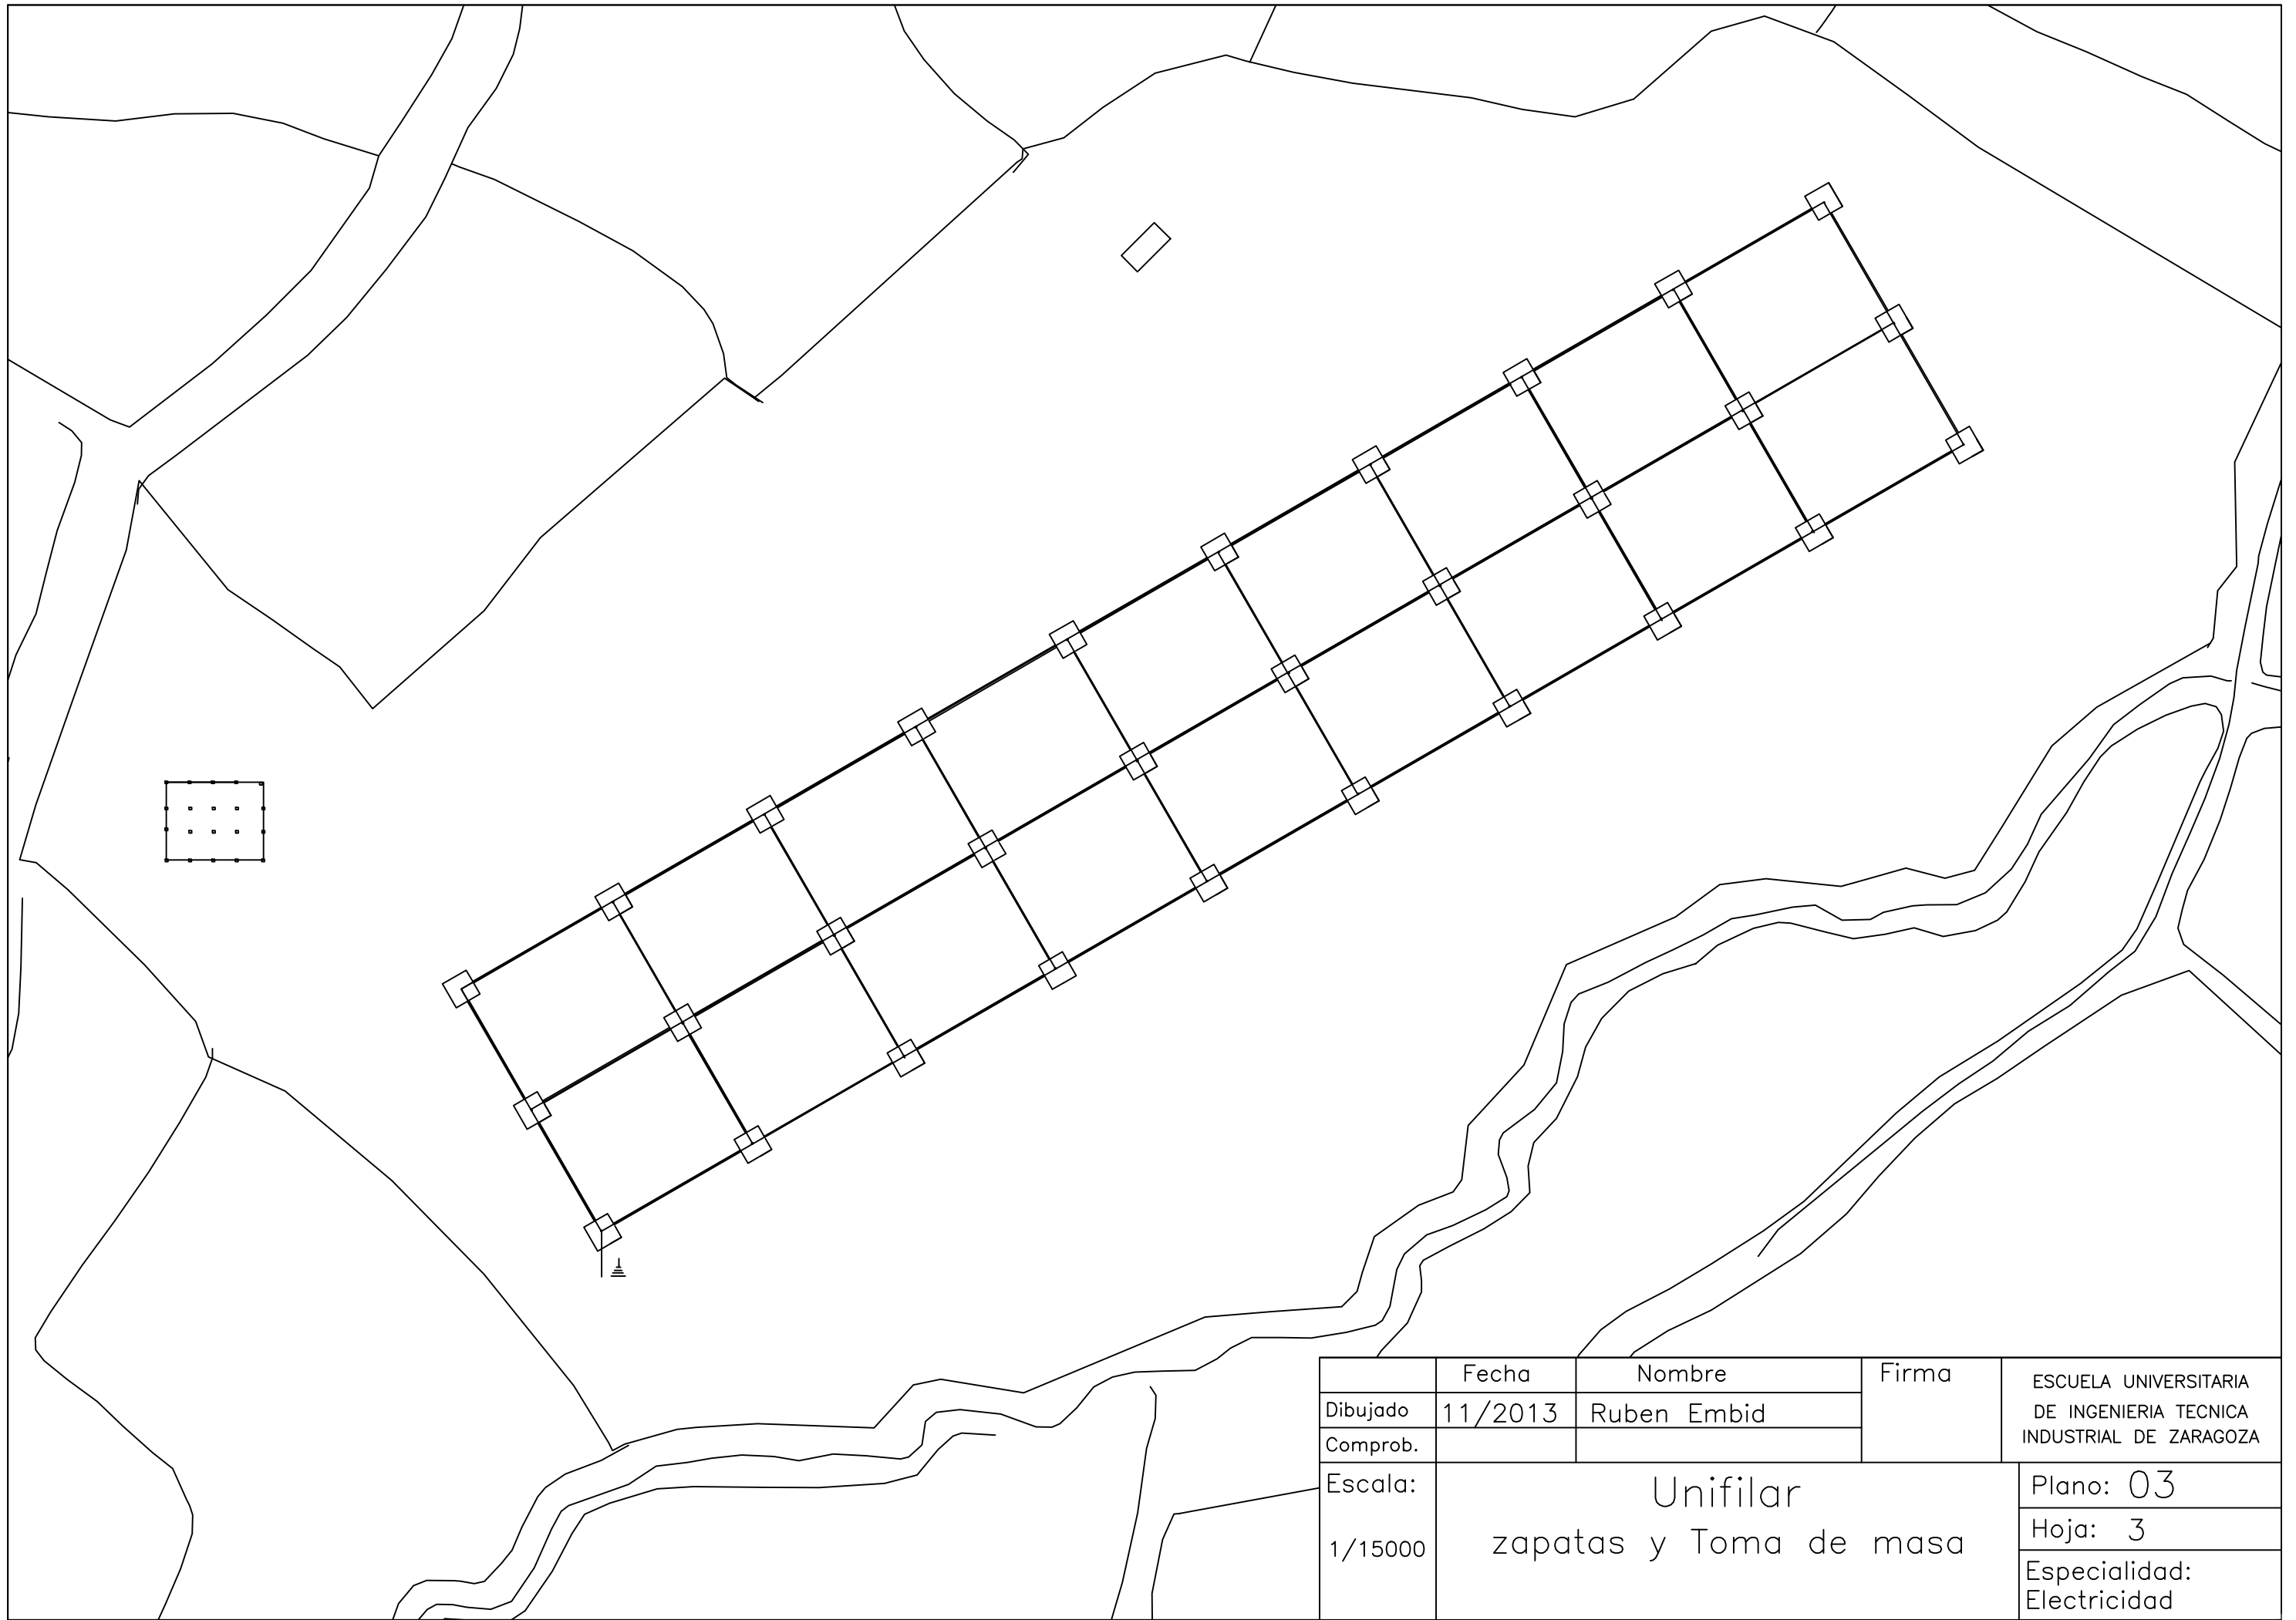 Fecha Nombre Firma
Dibujado 11/2013 Ruben Embid
Comprob.
ESCUELA UNIVERSITARIA
DE INGENIERIA TECNICA
INDUSTRIAL DE ZARAGOZA
Escala:
1/15000
Unifilar
zapatas y Toma de masa
Plano: 03
Hoja: 3
Especialidad:
Electricidad